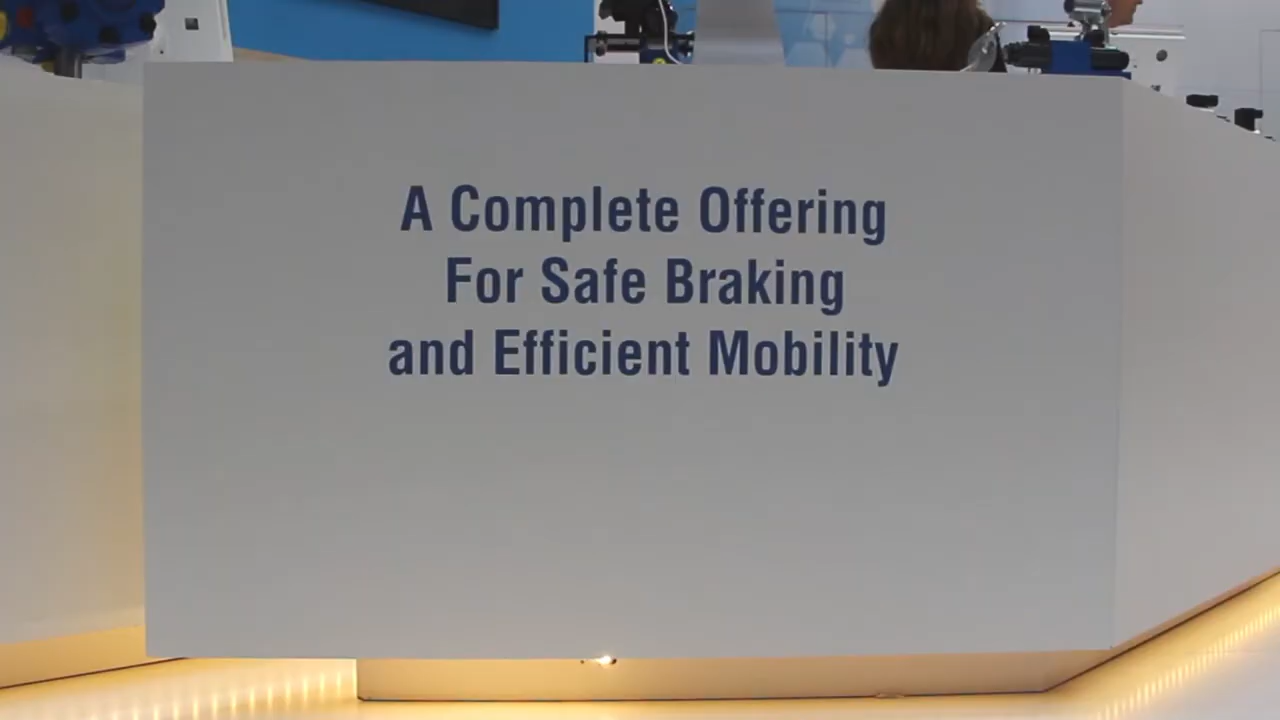 A Complete Offering
For Safe Braking
and Efficient Mobility